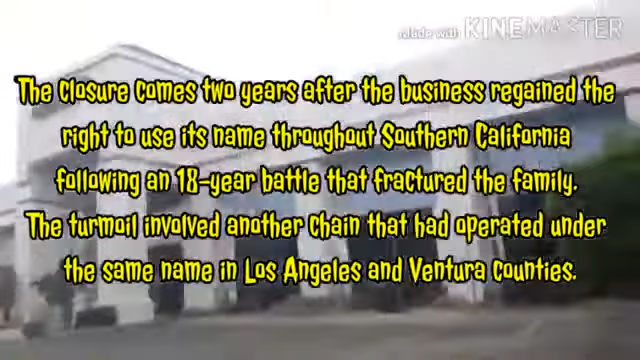 made with KINEMASTER
The closure comes two years after the business regained the
right to use its name throughout Southern California
following an 18-year battle that fractured the family.
The turmoil involved another chain that had operated under
the same name in Los Angeles and Ventura counties.